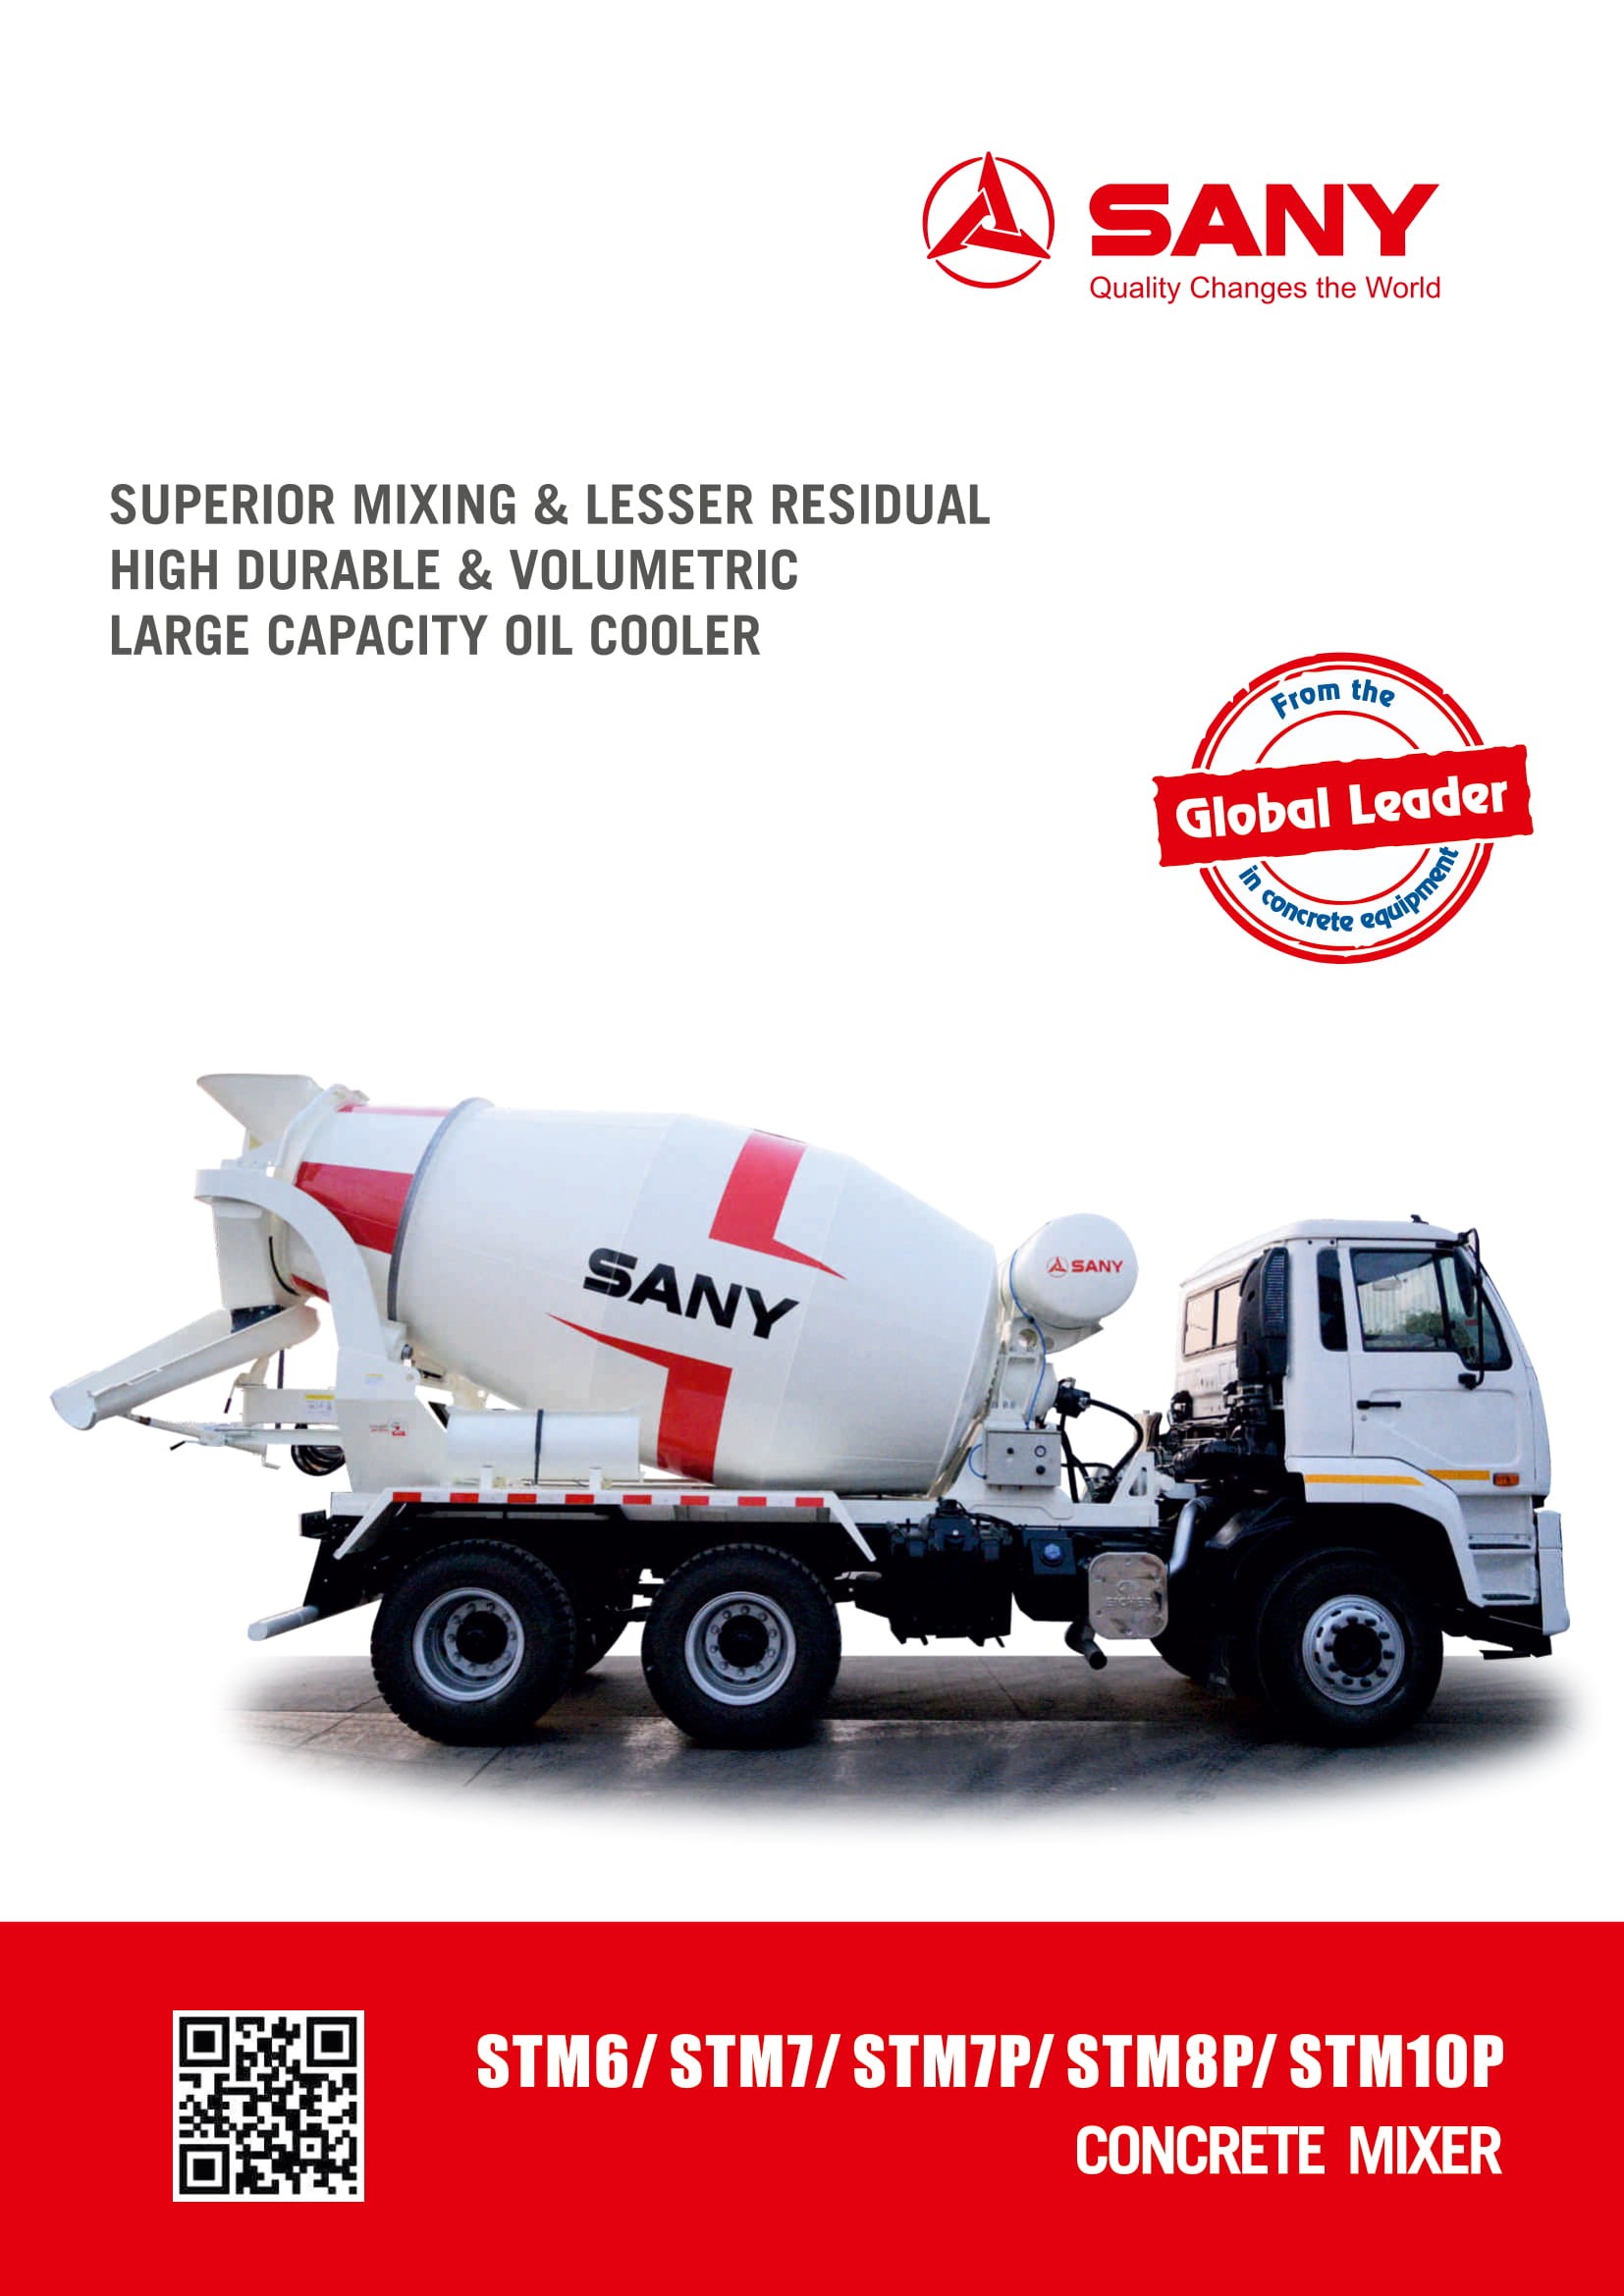 SANY
Quality Changes the World
SUPERIOR MIXING & LESSER RESIDUAL
HIGH DURABLE & VOLUMETRIC
LARGE CAPACITY OIL COOLER
From the
Global Leader
in concrete equipment
SANY
SANY
STM6/ STM7/ STM7P/ STM8P/ STM10P
CONCRETE MIXER